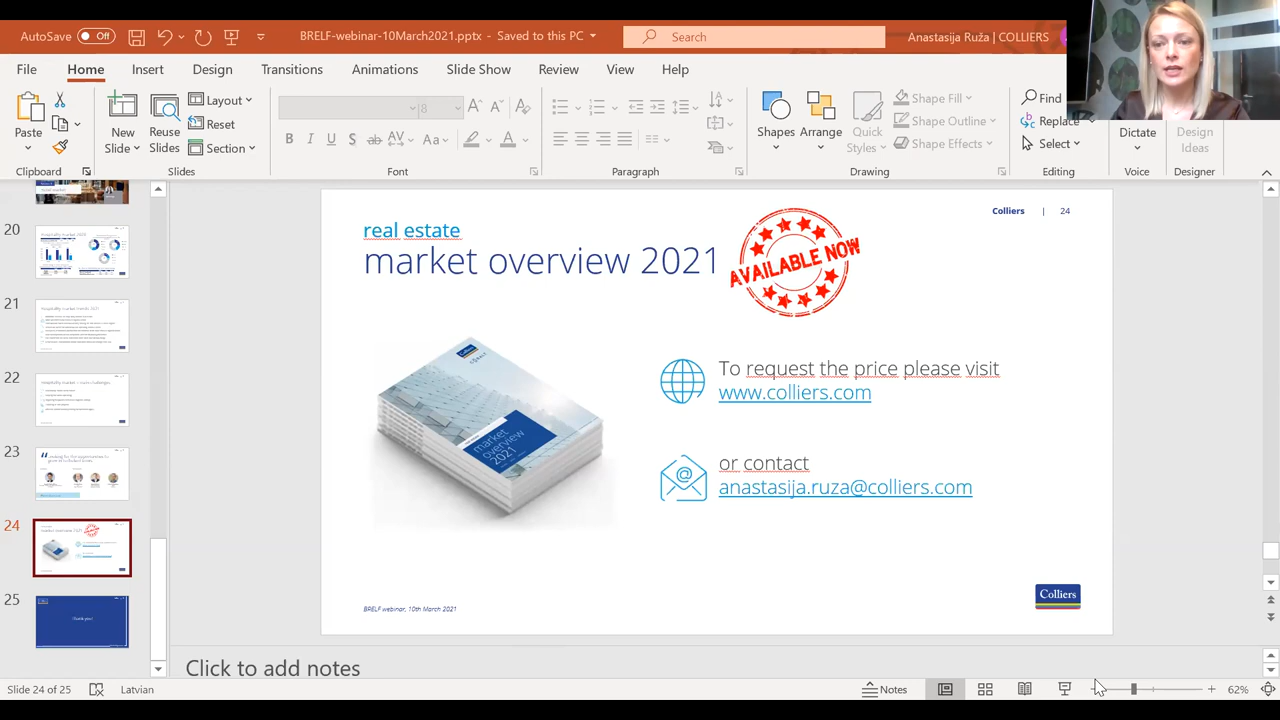 AutoSave Off
BRELF-webinar-10March2021.pptx - Saved to this PC
Search
Anastasija Ruža | COLLIERS
File Home Insert Design Transitions Animations Slide Show Review View Help
Paste
New Slide
Reuse Slides
Layout
Reset
Section
8
Shapes
Arrange
Quick Styles
Shape Fill
Shape Outline
Shape Effects
Find
Replace
Select
Dictate
Design Ideas
Clipboard Slides Font Paragraph Drawing Editing Voice Designer
20
21
22
23
24
25
Colliers | 24
real estate
market overview 2021
AVAILABLE NOW
market
overview
2021
To request the price please visit
www.colliers.com
or contact
anastasija.ruza@colliers.com
BRELF webinar, 10th March 2021
Colliers
Click to add notes
Slide 24 of 25 Latvian Notes 62%